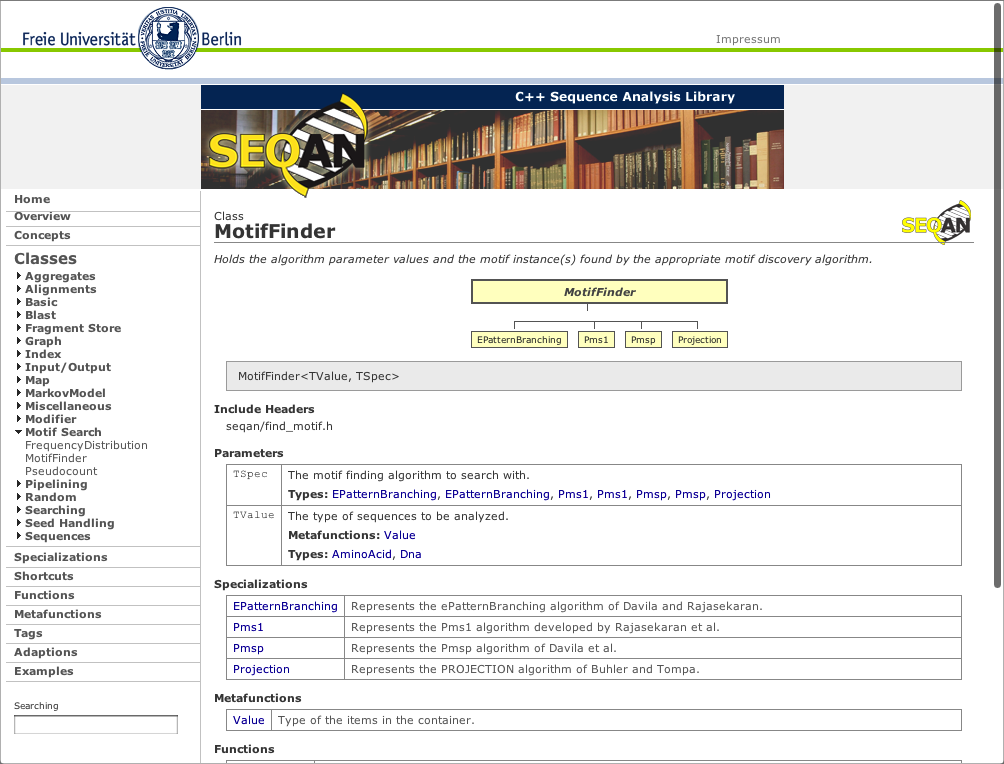 Freie Universität Berlin
Impressum
C++ Sequence Analysis Library
SEQAN
Home
Overview
Concepts
Classes
Aggregates
Alignments
Basic
Blast
Fragment Store
Graph
Index
Input/Output
Map
MarkovModel
Miscellaneous
Modifier
Motif Search
FrequencyDistribution
MotifFinder
Pseudocount
Pipelining
Random
Searching
Seed Handling
Sequences
Specializations
Shortcuts
Functions
Metafunctions
Tags
Adaptions
Examples
Searching
Class
MotifFinder
SEQAN
Holds the algorithm parameter values and the motif instance(s) found by the appropriate motif discovery algorithm.
MotifFinder
EPatternBranching Pms1 Pmsp Projection
MotifFinder<TValue, TSpec>
Include Headers
seqan/find_motif.h
Parameters
TSpec The motif finding algorithm to search with.
Types: EPatternBranching, EPatternBranching, Pms1, Pms1, Pmsp, Pmsp, Projection
TValue The type of sequences to be analyzed.
Metafunctions: Value
Types: AminoAcid, Dna
Specializations
EPatternBranching Represents the ePatternBranching algorithm of Davila and Rajasekaran.
Pms1 Represents the Pms1 algorithm developed by Rajasekaran et al.
Pmsp Represents the Pmsp algorithm of Davila et al.
Projection Represents the PROJECTION algorithm of Buhler and Tompa.
Metafunctions
Value Type of the items in the container.
Functions